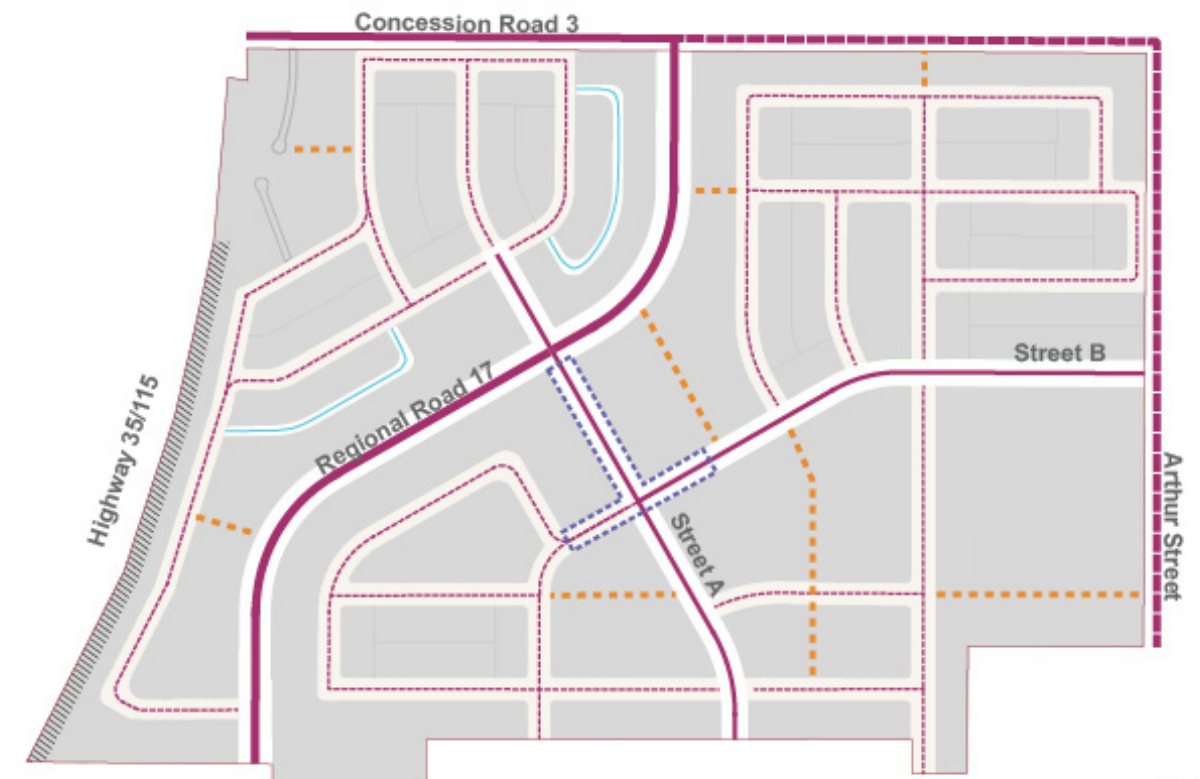 Concession Road 3
Street B
Regional Road 17
Highway 35/115
Arthur Street
Street A